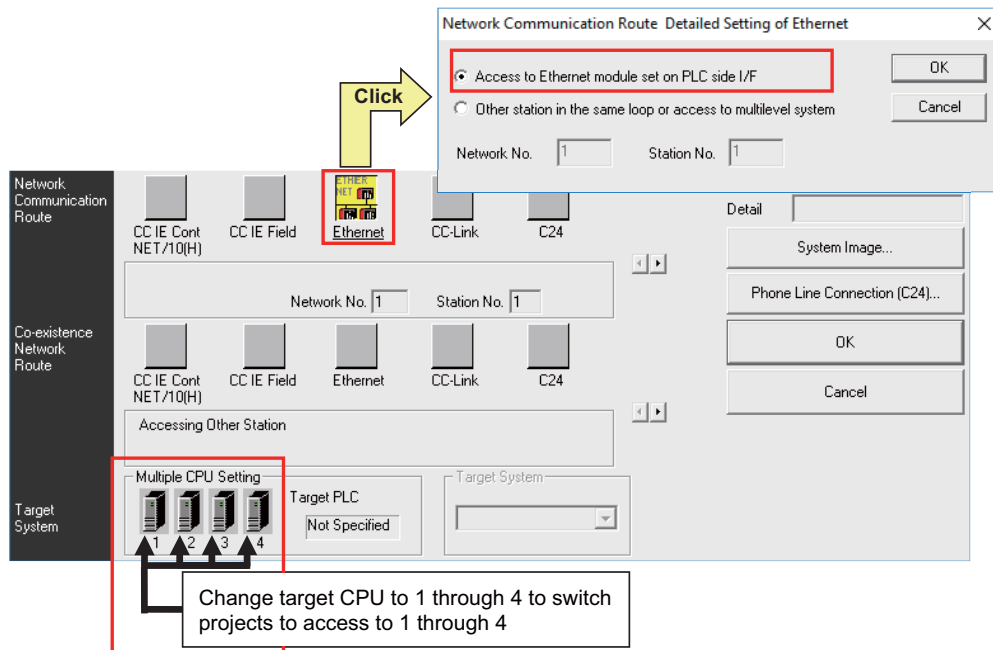 Network Communication Route Detailed Setting of Ethernet
Access to Ethernet module set on PLC side I/F
OK
Other station in the same loop or access to multilevel system
Cancel
Network No. 1
Station No. 1
Click
Network
Communication
Route
ETHER
NET
CC IE Cont
NET/10(H)
CC IE Field
Ethernet
CC-Link
C24
Network No. 1
Station No. 1
Detail
System Image...
Phone Line Connection (C24)...
OK
Cancel
Co-existence
Network
Route
CC IE Cont
NET/10(H)
CC IE Field
Ethernet
CC-Link
C24
Accessing Other Station
Target
System
Multiple CPU Setting
1 2 3 4
Target PLC
Not Specified
Target System
Change target CPU to 1 through 4 to switch
projects to access to 1 through 4